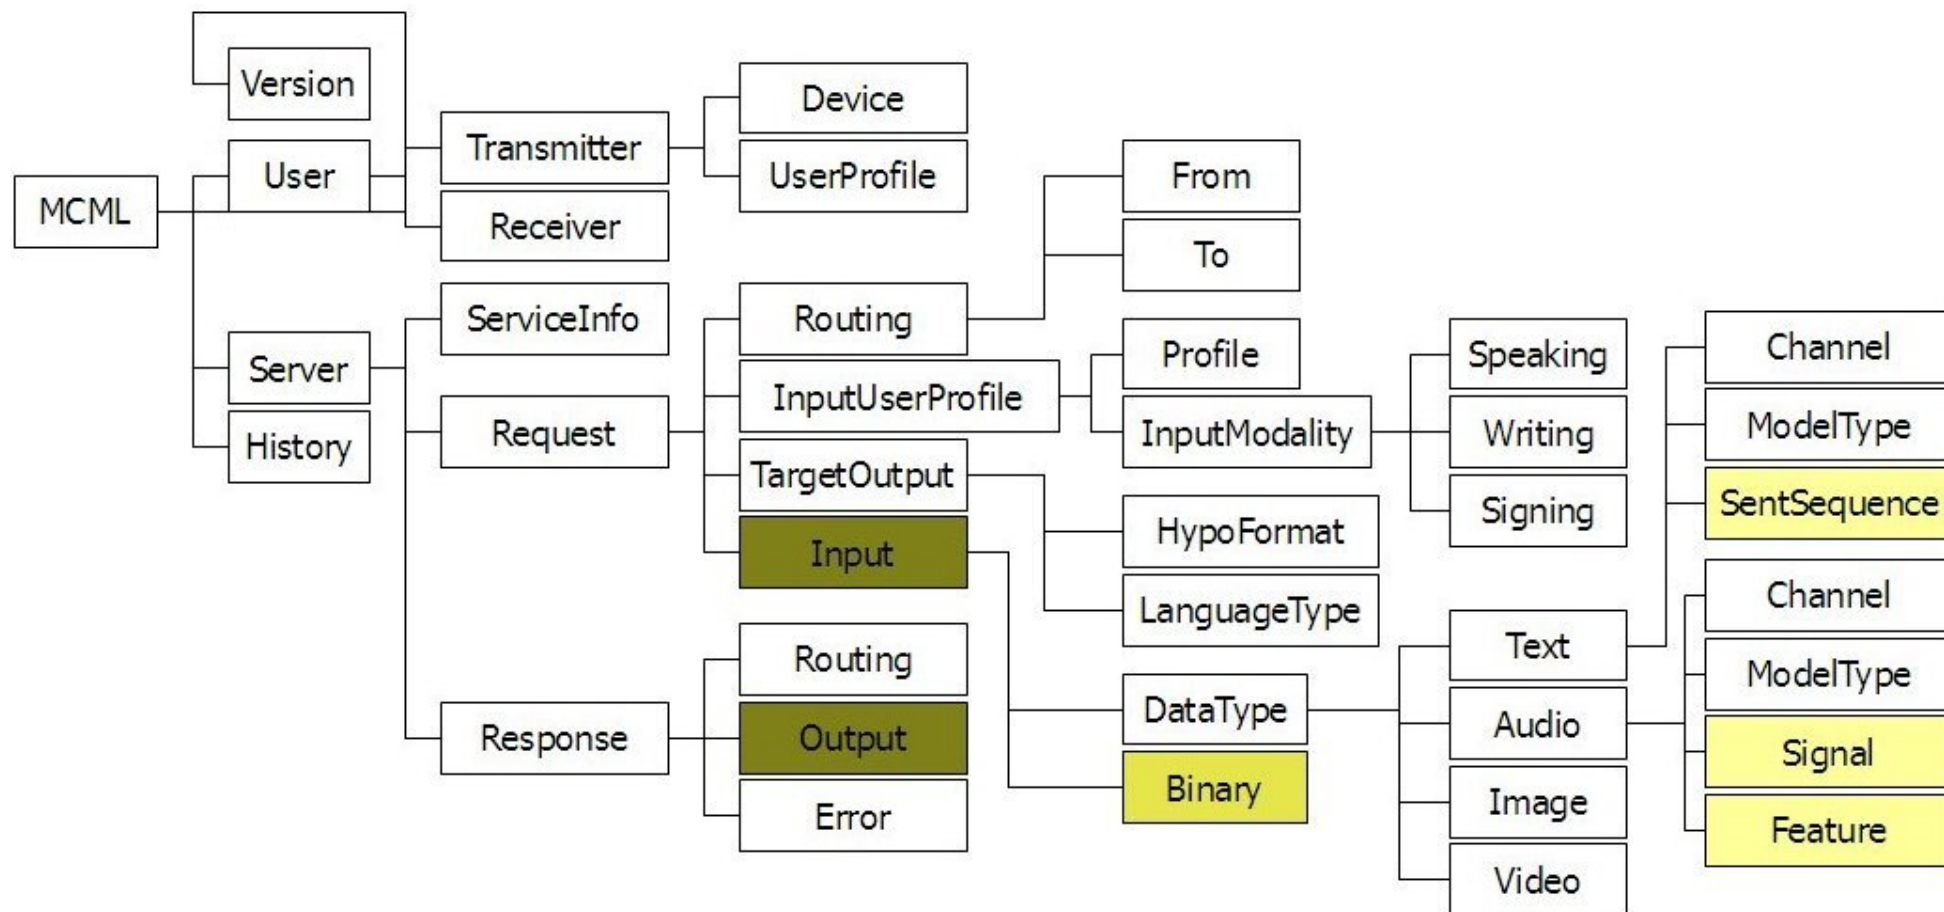 MCML
Version
User
Server
History
Transmitter
Receiver
ServiceInfo
Request
Response
Device
UserProfile
Routing
InputUserProfile
TargetOutput
Input
Routing
Output
Error
From
To
Profile
InputModality
HypoFormat
LanguageType
DataType
Binary
Speaking
Writing
Signing
Text
Audio
Image
Video
Channel
ModelType
SentSequence
Channel
ModelType
Signal
Feature